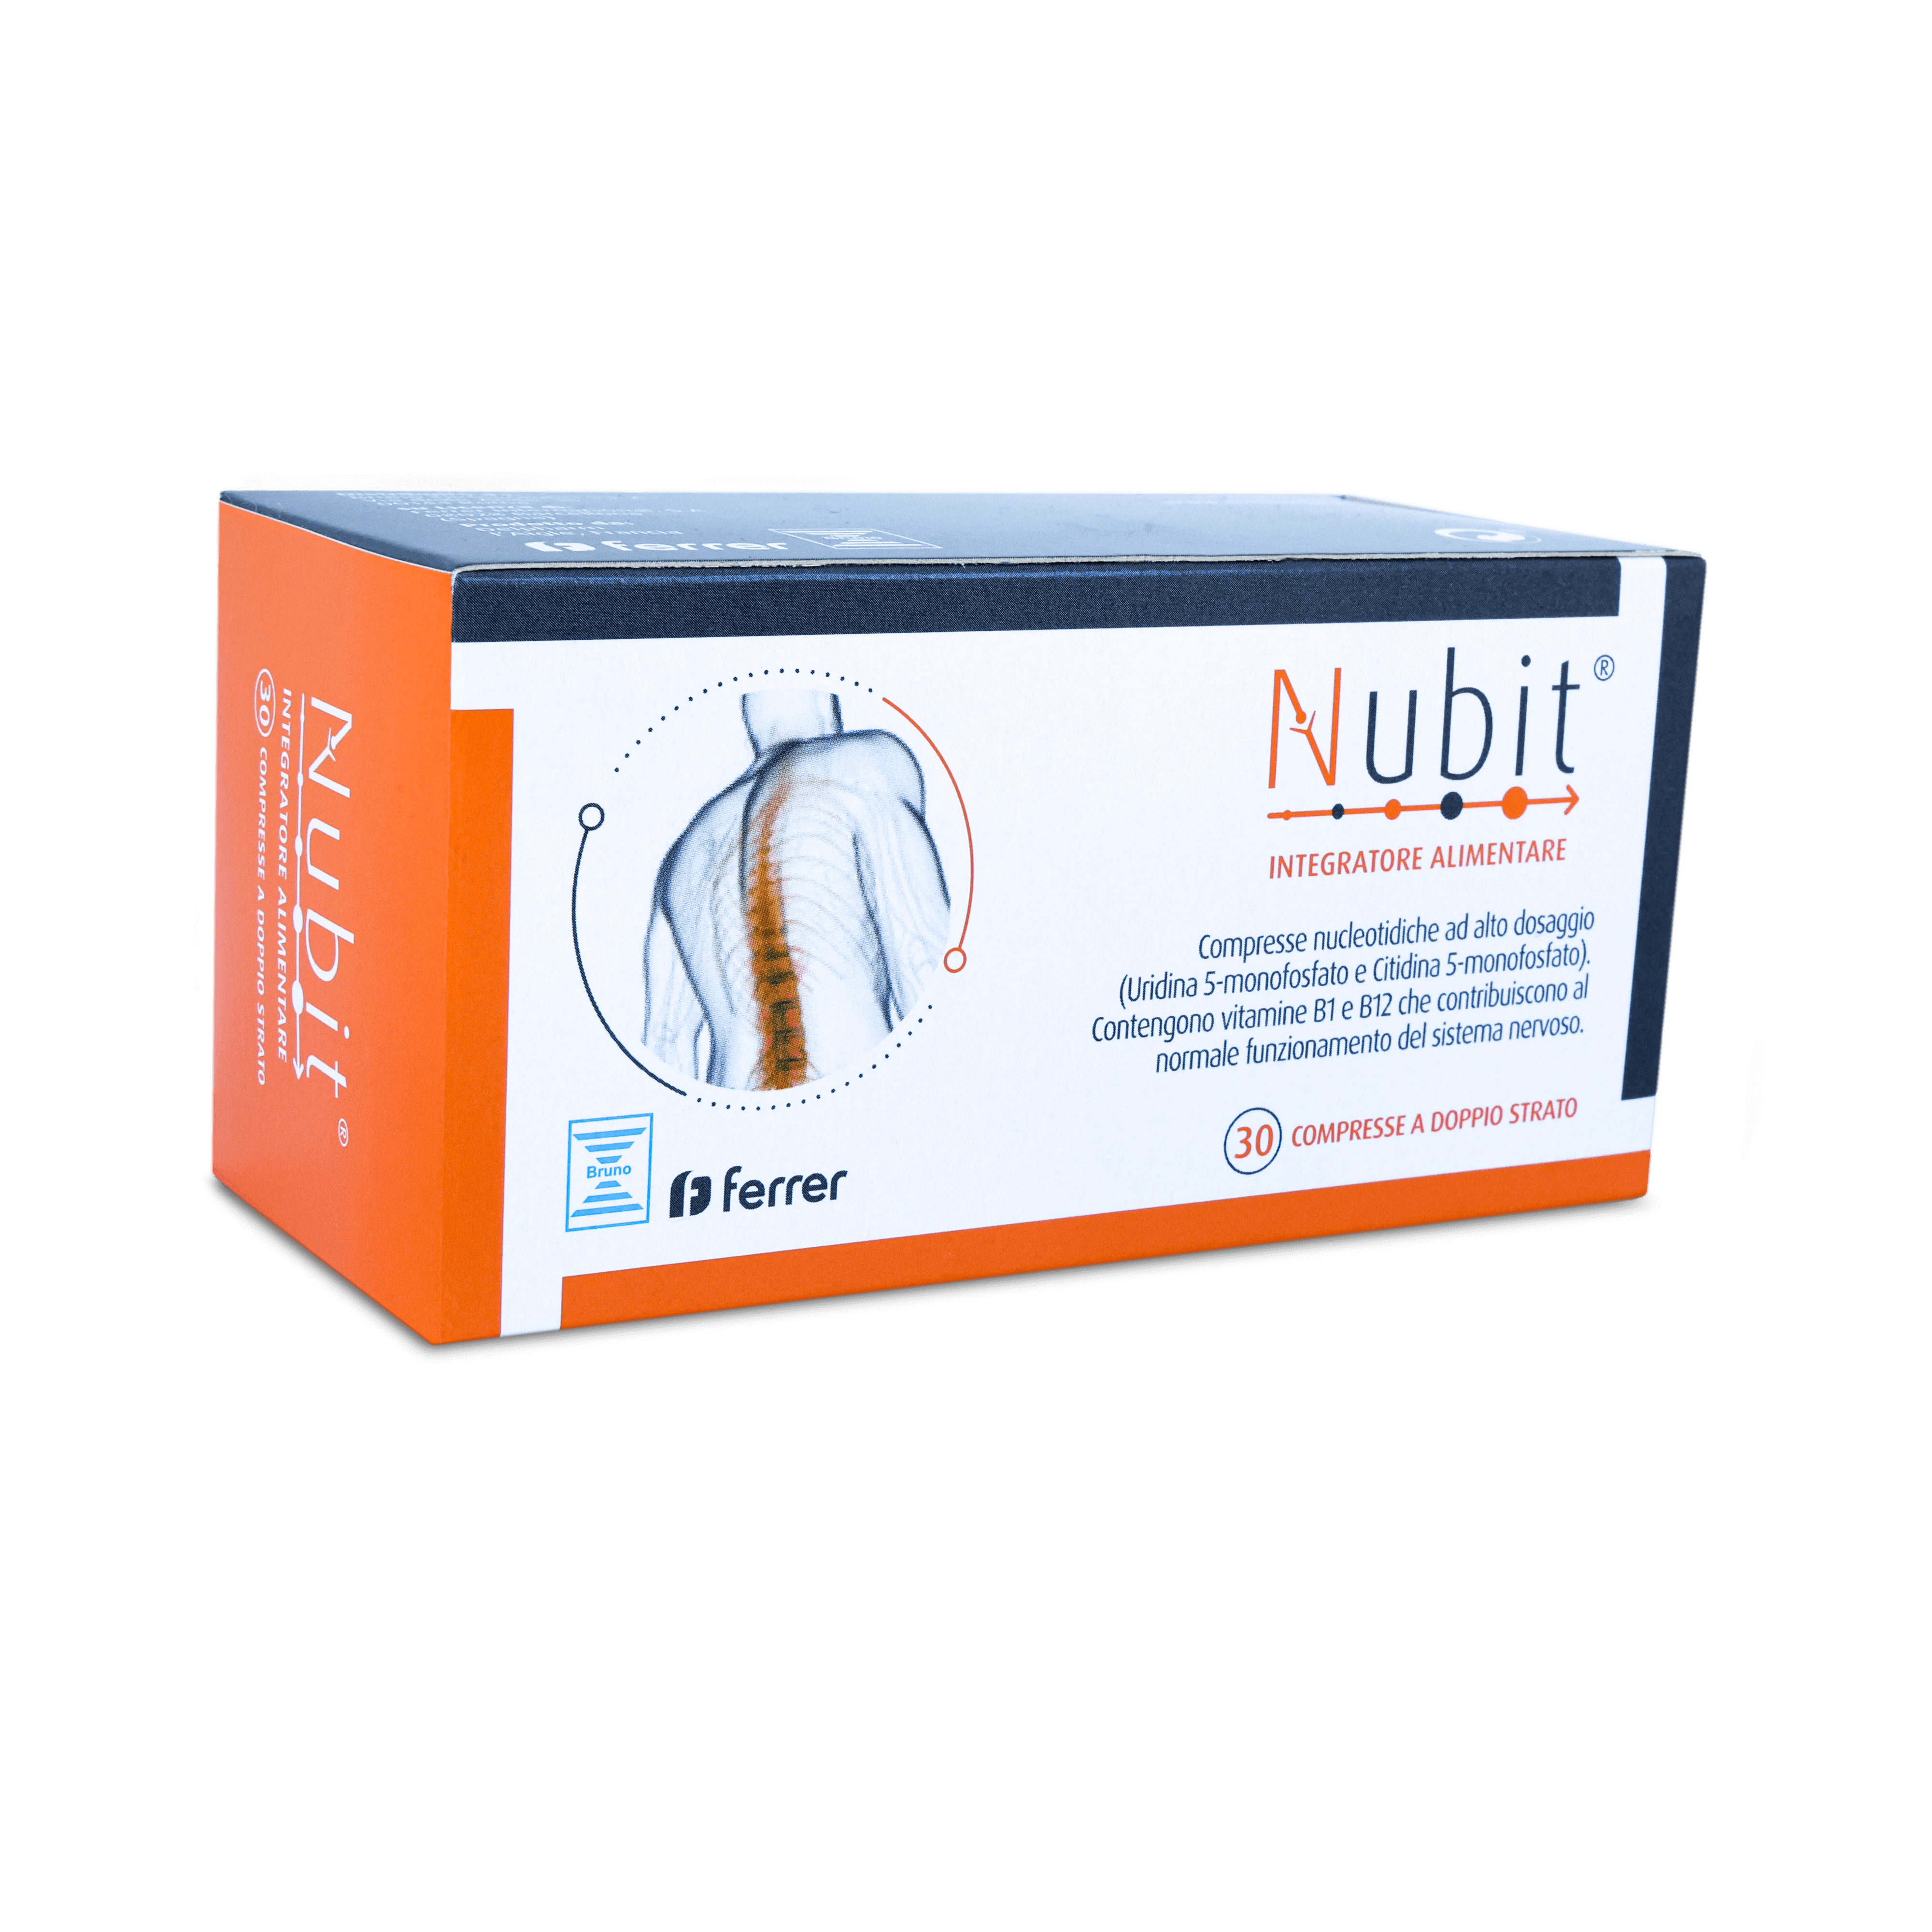 ferrer
Nubit®
INTEGRATORE ALIMENTARE
30 COMPRESSE A DOPPIO STRATO
Nubit®
INTEGRATORE ALIMENTARE
Compresse nucleotidiche ad alto dosaggio
(Uridina 5-monofosfato e Citidina 5-monofosfato).
Contengono vitamine B1 e B12 che contribuiscono al
normale funzionamento del sistema nervoso.
30 COMPRESSE A DOPPIO STRATO
Bruno
ferrer